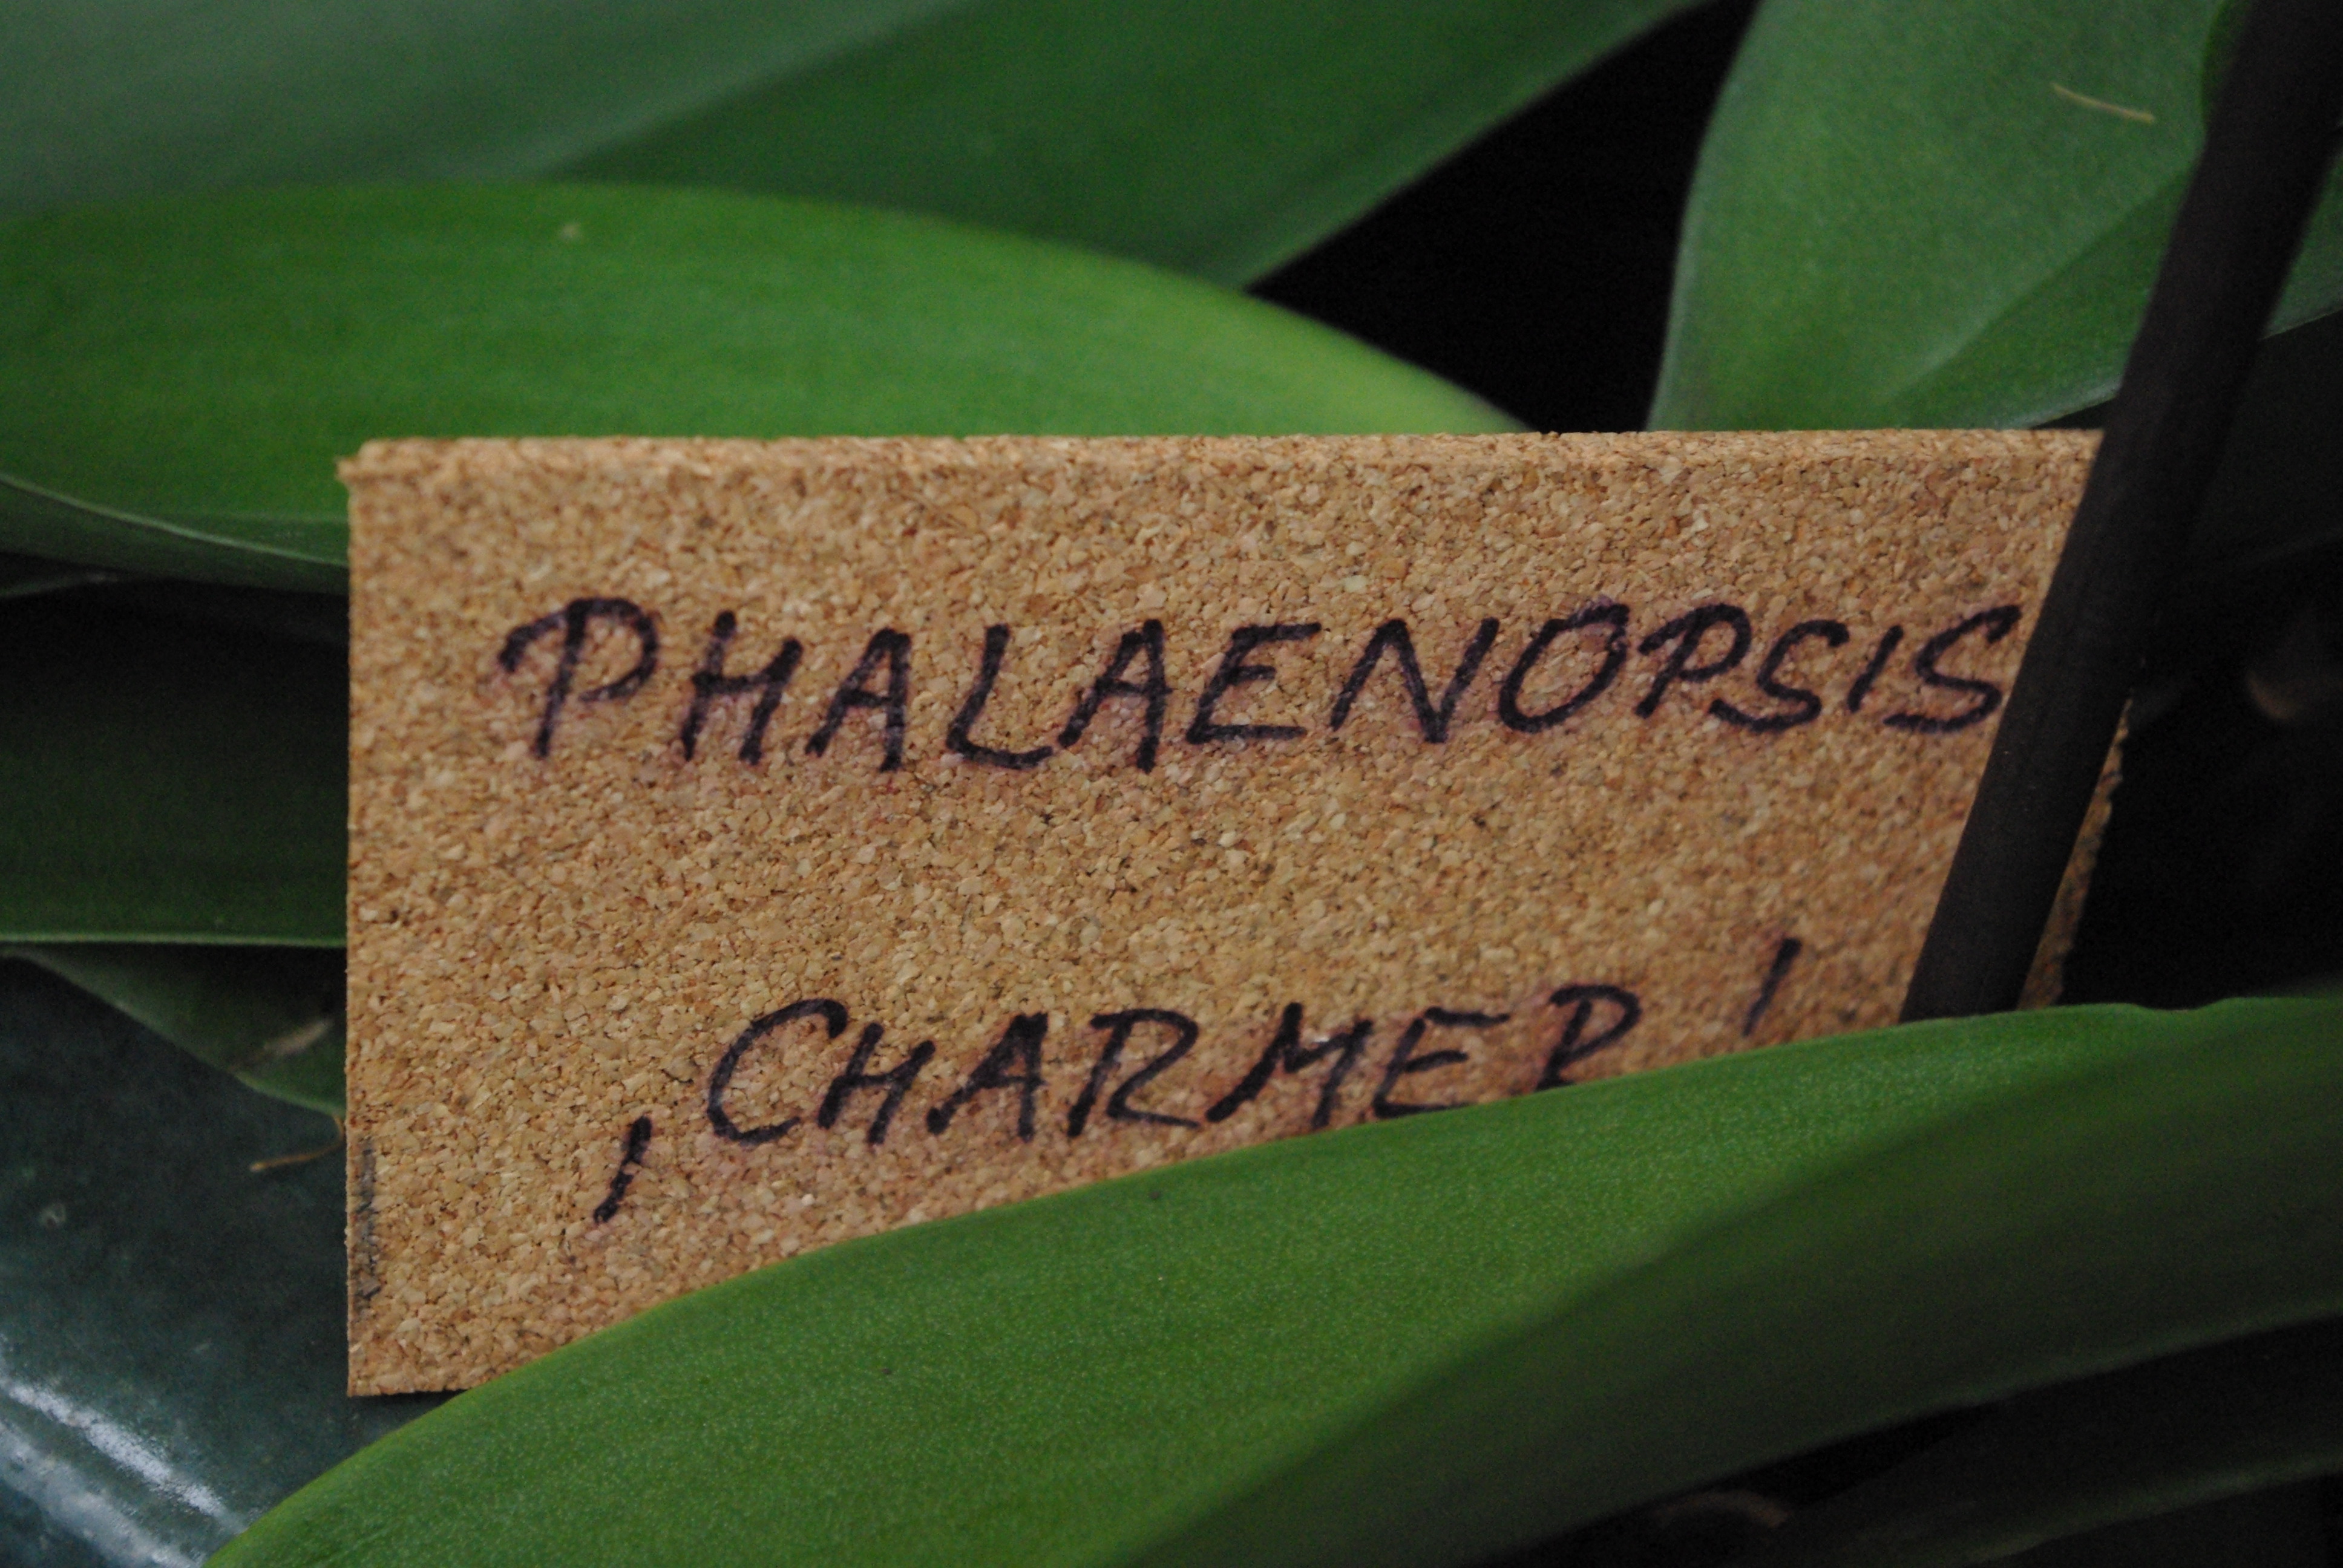 PHALAENOPSIS
, CHARMER '